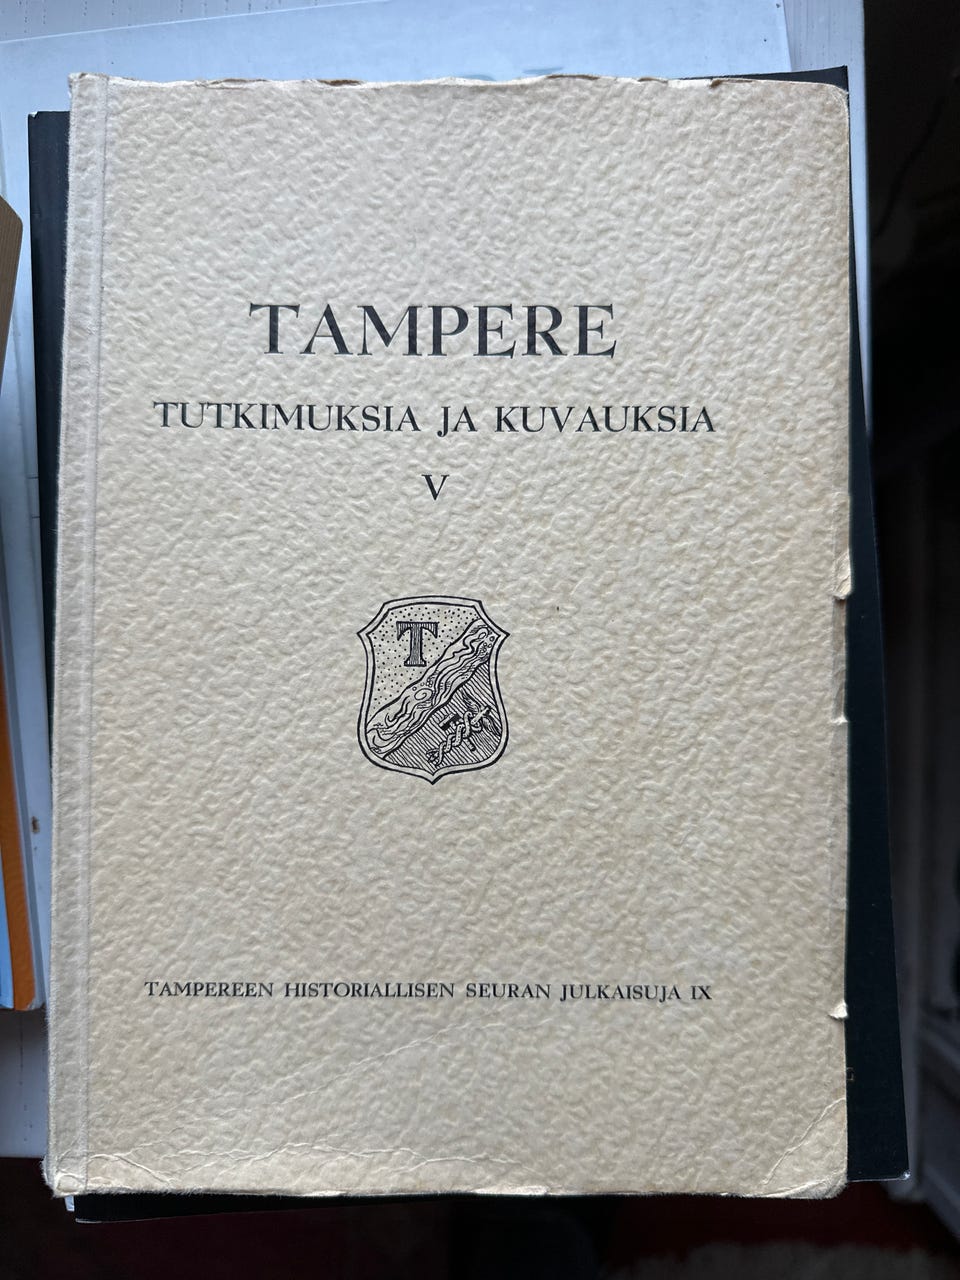 TAMPERE
TUTKIMUKSIA JA KUVAUKSIA
V
T
TAMPEREEN HISTORIALLISEN SEURAN JULKAISUJA IX